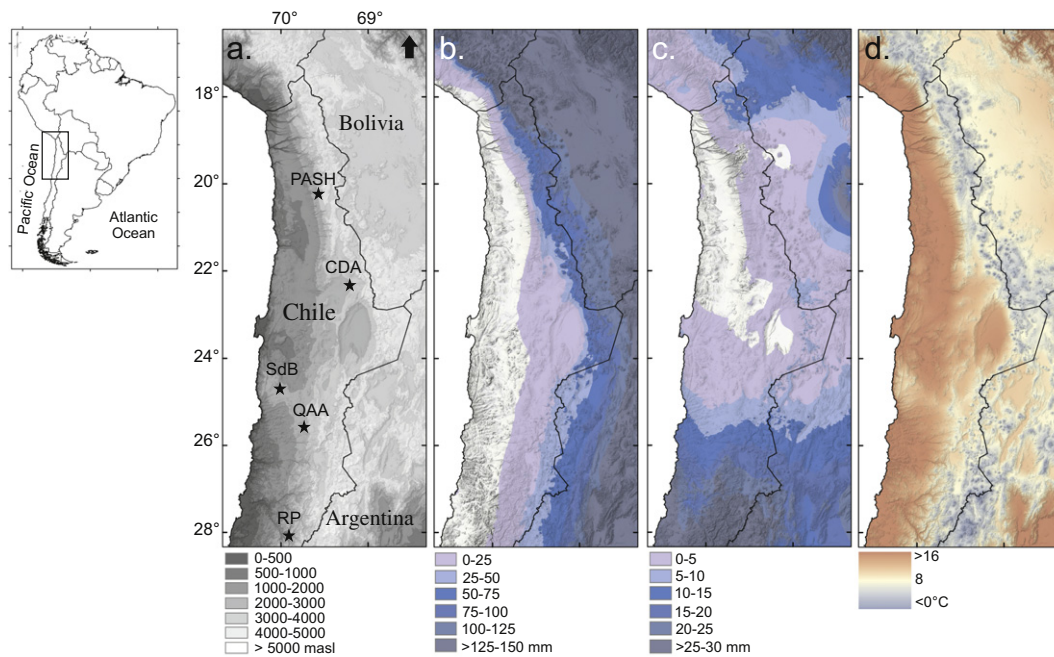 70°
69°
a.
b.
c.
d.
18°
20°
22°
24°
26°
28°
Pacific Ocean
Atlantic
Ocean
Bolivia
PASH
CDA
Chile
SdB
QAA
RP
Argentina
0-500
500-1000
1000-2000
2000-3000
3000-4000
4000-5000
> 5000 masl
0-25
25-50
50-75
75-100
100-125
>125-150 mm
0-5
5-10
10-15
15-20
20-25
>25-30 mm
>16
8
<0°C